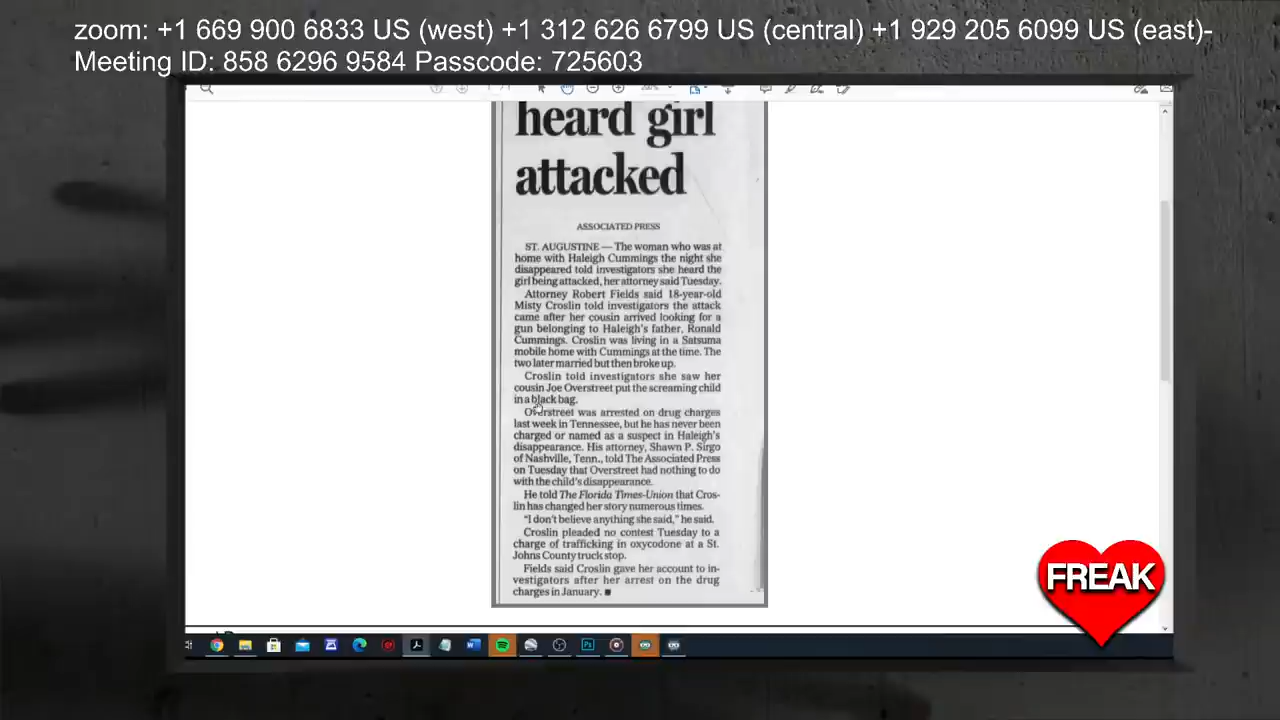 zoom: +1 669 900 6833 US (west) +1 312 626 6799 US (central) +1 929 205 6099 US (east)-
Meeting ID: 858 6296 9584 Passcode: 725603
heard girl
attacked
ASSOCIATED PRESS
ST. AUGUSTINE — The woman who was at
home with Haleigh Cummings the night she
disappeared told investigators she heard the
girl being attacked, her attorney said Tuesday.
Attorney Robert Fields said 18-year-old
Misty Croslin told investigators the attack
came after her cousin arrived looking for a
gun belonging to Haleigh's father, Ronald
Cummings. Croslin was living in a Satsuma
mobile home with Cummings at the time. The
two later married but then broke up.
Croslin told investigators she saw her
cousin Joe Overstreet put the screaming child
in a black bag.
Overstreet was arrested on drug charges
last week in Tennessee, but he has never been
charged or named as a suspect in Haleigh's
disappearance. His attorney, Shawn P. Sirgo
of Nashville, Tenn., told The Associated Press
on Tuesday that Overstreet had nothing to do
with the child's disappearance.
He told The Florida Times-Union that Cros-
lin has changed her story numerous times.
"I don't believe anything she said," he said.
Croslin pleaded no contest Tuesday to a
charge of trafficking in oxycodone at a St.
Johns County truck stop.
Fields said Croslin gave her account to in-
vestigators after her arrest on the drug
charges in January. ■
FREAK